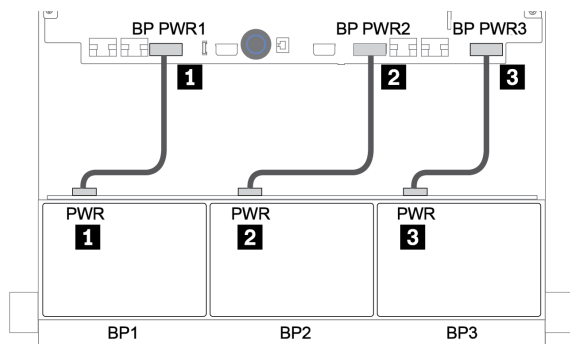 BP PWR1 BP PWR2 BP PWR3
1 2 3
PWR PWR PWR
1 2 3
BP1 BP2 BP3